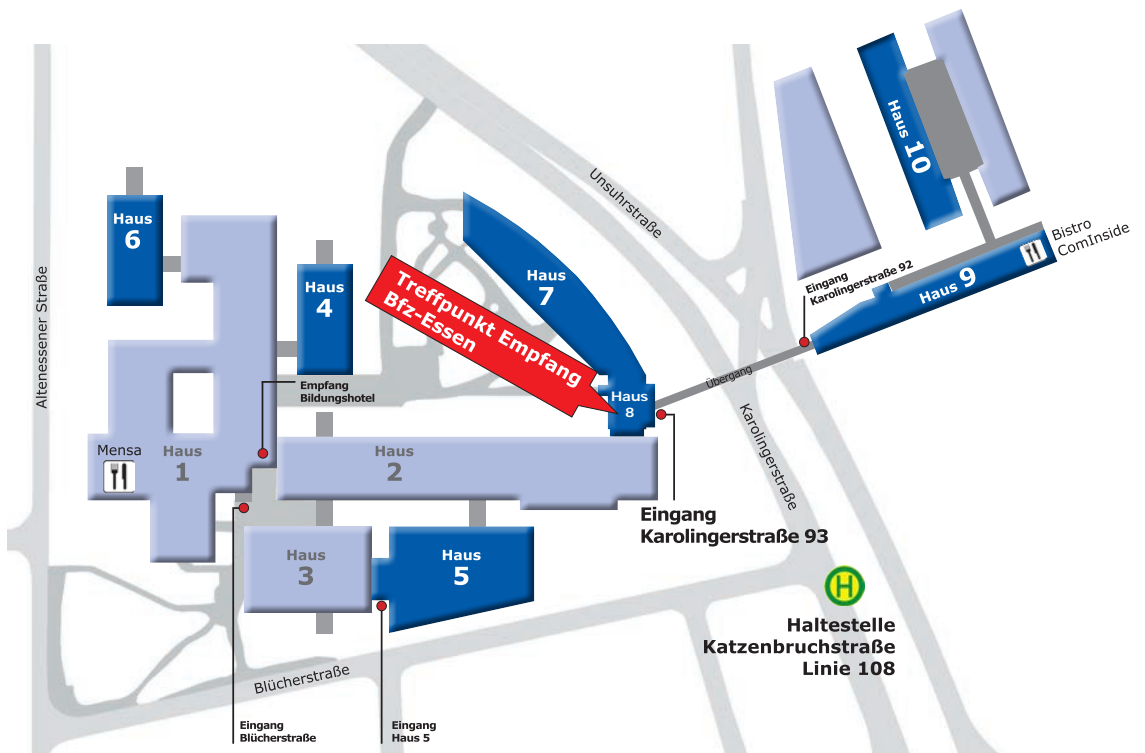 Unsuhrstraße
Haus 10
Bistro
ComInside
Haus
6
Haus
4
Haus
7
Treffpunkt Empfang
Bfz-Essen
Eingang
Karolingerstraße 92
Haus 9
Altenessener Straße
Empfang
Bildungshotel
Übergang
Haus
8
Karolingerstraße
Mensa
Haus
1
Haus
2
Eingang
Karolingerstraße 93
Haus
3
Haus
5
H
Haltestelle
Katzenbruchstraße
Linie 108
Blücherstraße
Eingang
Blücherstraße
Eingang
Haus 5